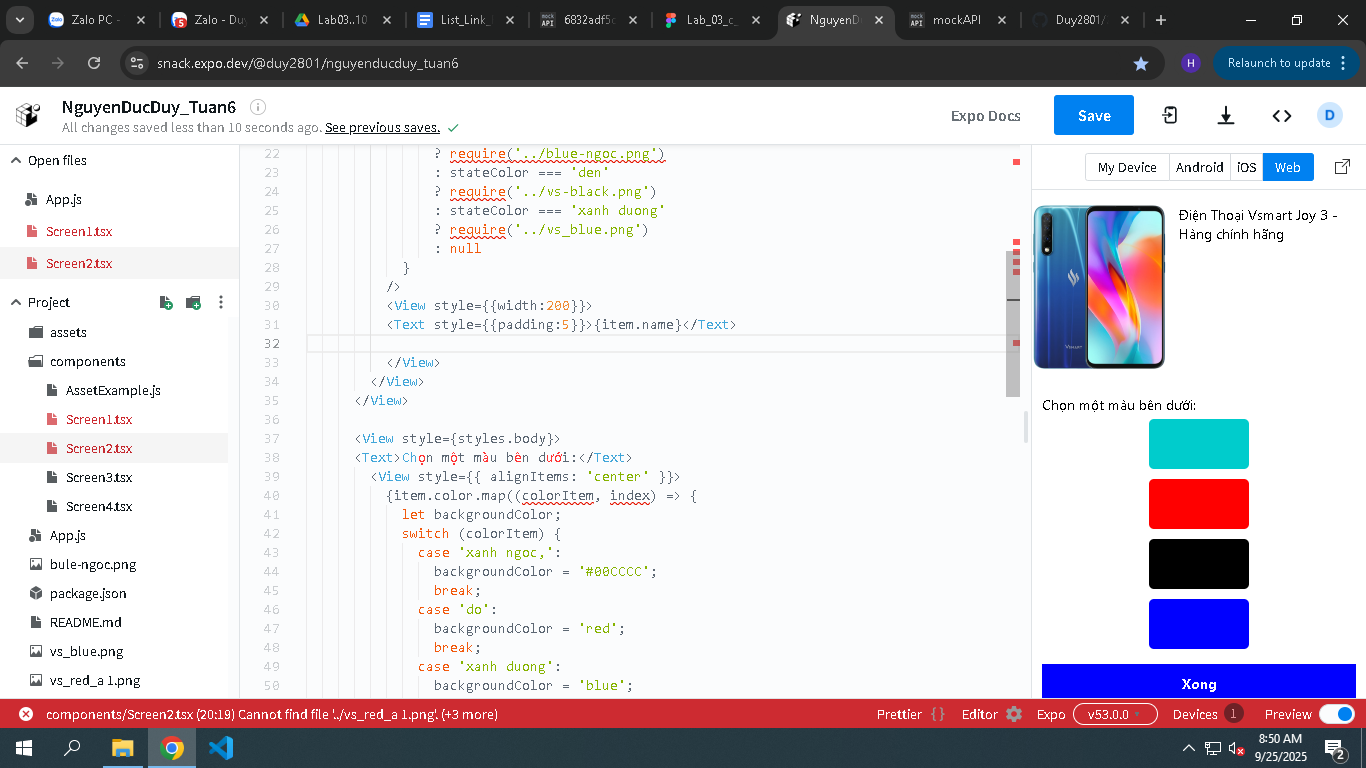 Zalo PC -
Zalo - Du
Lab03..10
List_Link_
6832adf5c
Lab_03_c_
NguyenD
mockAPI
Duy2801/
snack.expo.dev/@duy2801/nguyenducduy_tuan6
H
Relaunch to update
NguyenDucDuy_Tuan6
All changes saved less than 10 seconds ago. See previous saves.
Expo Docs
Save
D
Open files
App.js
Screen1.tsx
Screen2.tsx
Project
assets
components
AssetExample.js
Screen1.tsx
Screen2.tsx
Screen3.tsx
Screen4.tsx
App.js
bule-ngoc.png
package.json
README.md
vs_blue.png
vs_red_a 1.png
22 ? require('../blue-ngoc.png')
23 : stateColor === 'den'
24 ? require('../vs-black.png')
25 : stateColor === 'xanh duong'
26 ? require('../vs_blue.png')
27 : null
28 }
29 />
30 <View style={{width:200}}>
31 <Text style={{padding:5}}>{item.name}</Text>
32
33 </View>
34 </View>
35 </View>
36
37 <View style={styles.body}>
38 <Text>Chọn một màu bên dưới:</Text>
39 <View style={{ alignItems: 'center' }}>
40 {item.color.map((colorItem, index) => {
41 let backgroundColor;
42 switch (colorItem) {
43 case 'xanh ngoc,':
44 backgroundColor = '#00CCCC';
45 break;
46 case 'do':
47 backgroundColor = 'red';
48 break;
49 case 'xanh duong':
50 backgroundColor = 'blue';
My Device
Android
iOS
Web
Điện Thoại Vsmart Joy 3 -
Hàng chính hãng
Chọn một màu bên dưới:
Xong
components/Screen2.tsx (20:19) Cannot find file '../vs_red_a 1.png'. (+3 more)
Prettier { }
Editor
Expo
v53.0.0
Devices 1
Preview
8:50 AM
9/25/2025
2